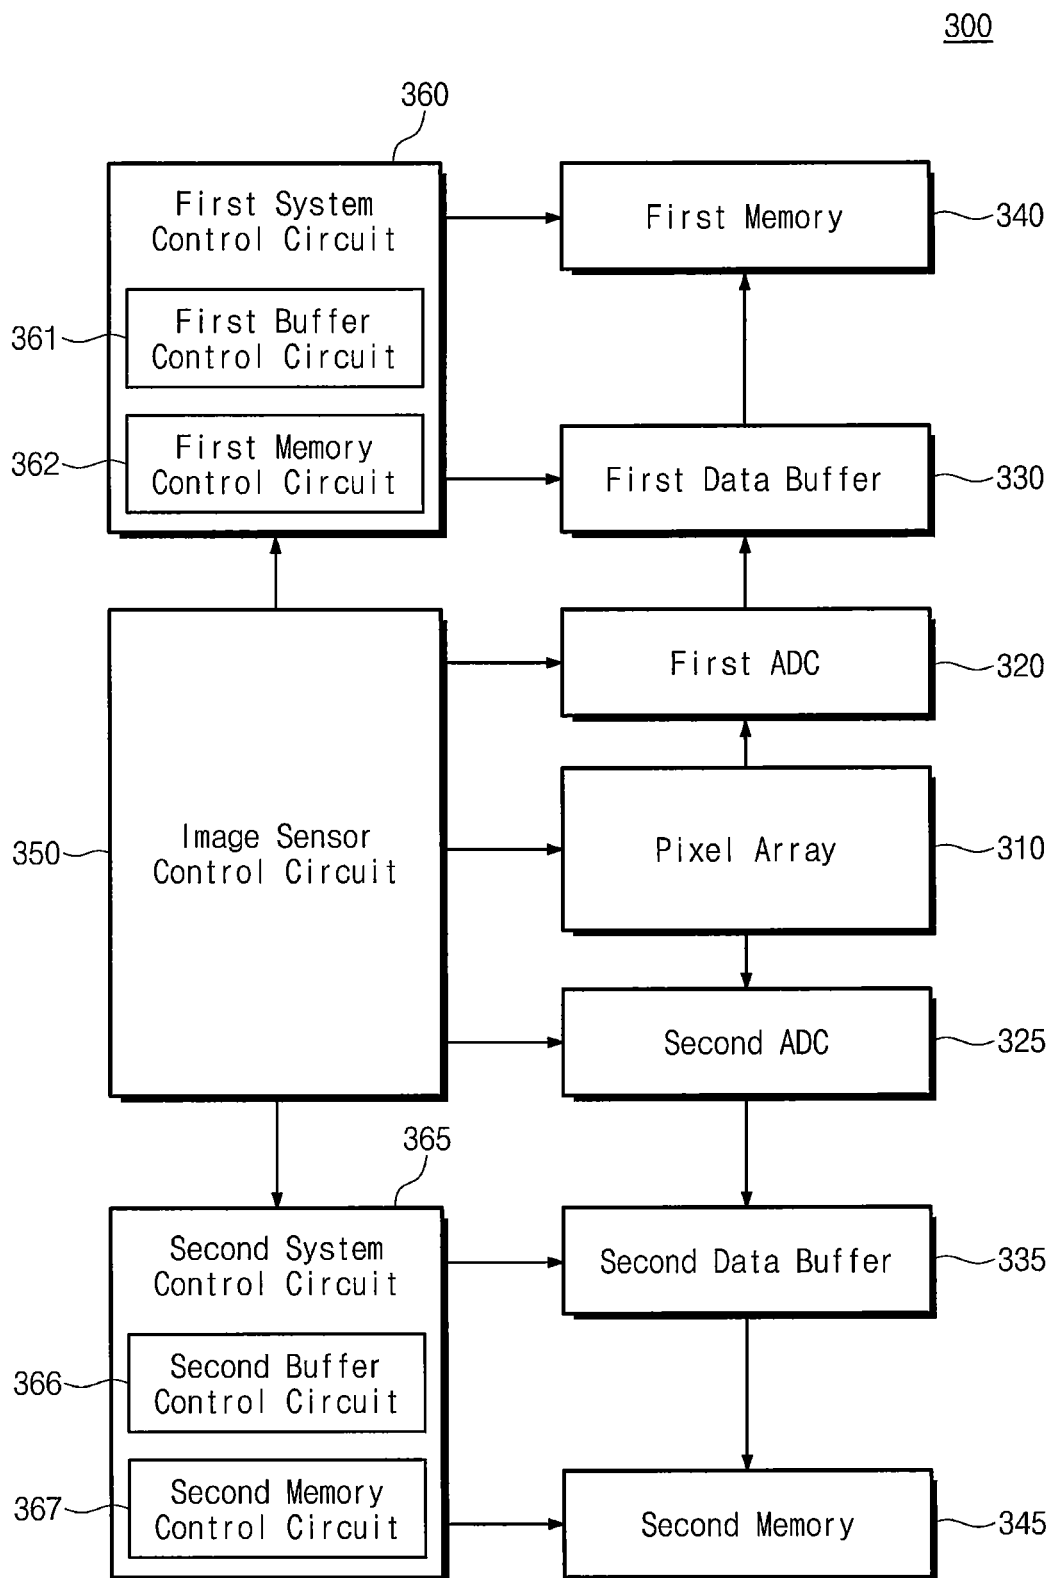 300
360
First System
Control Circuit
First Memory
340
361
First Buffer
Control Circuit
362
First Memory
Control Circuit
First Data Buffer
330
First ADC
320
350
Image Sensor
Control Circuit
Pixel Array
310
Second ADC
325
365
Second System
Control Circuit
Second Data Buffer
335
366
Second Buffer
Control Circuit
367
Second Memory
Control Circuit
Second Memory
345